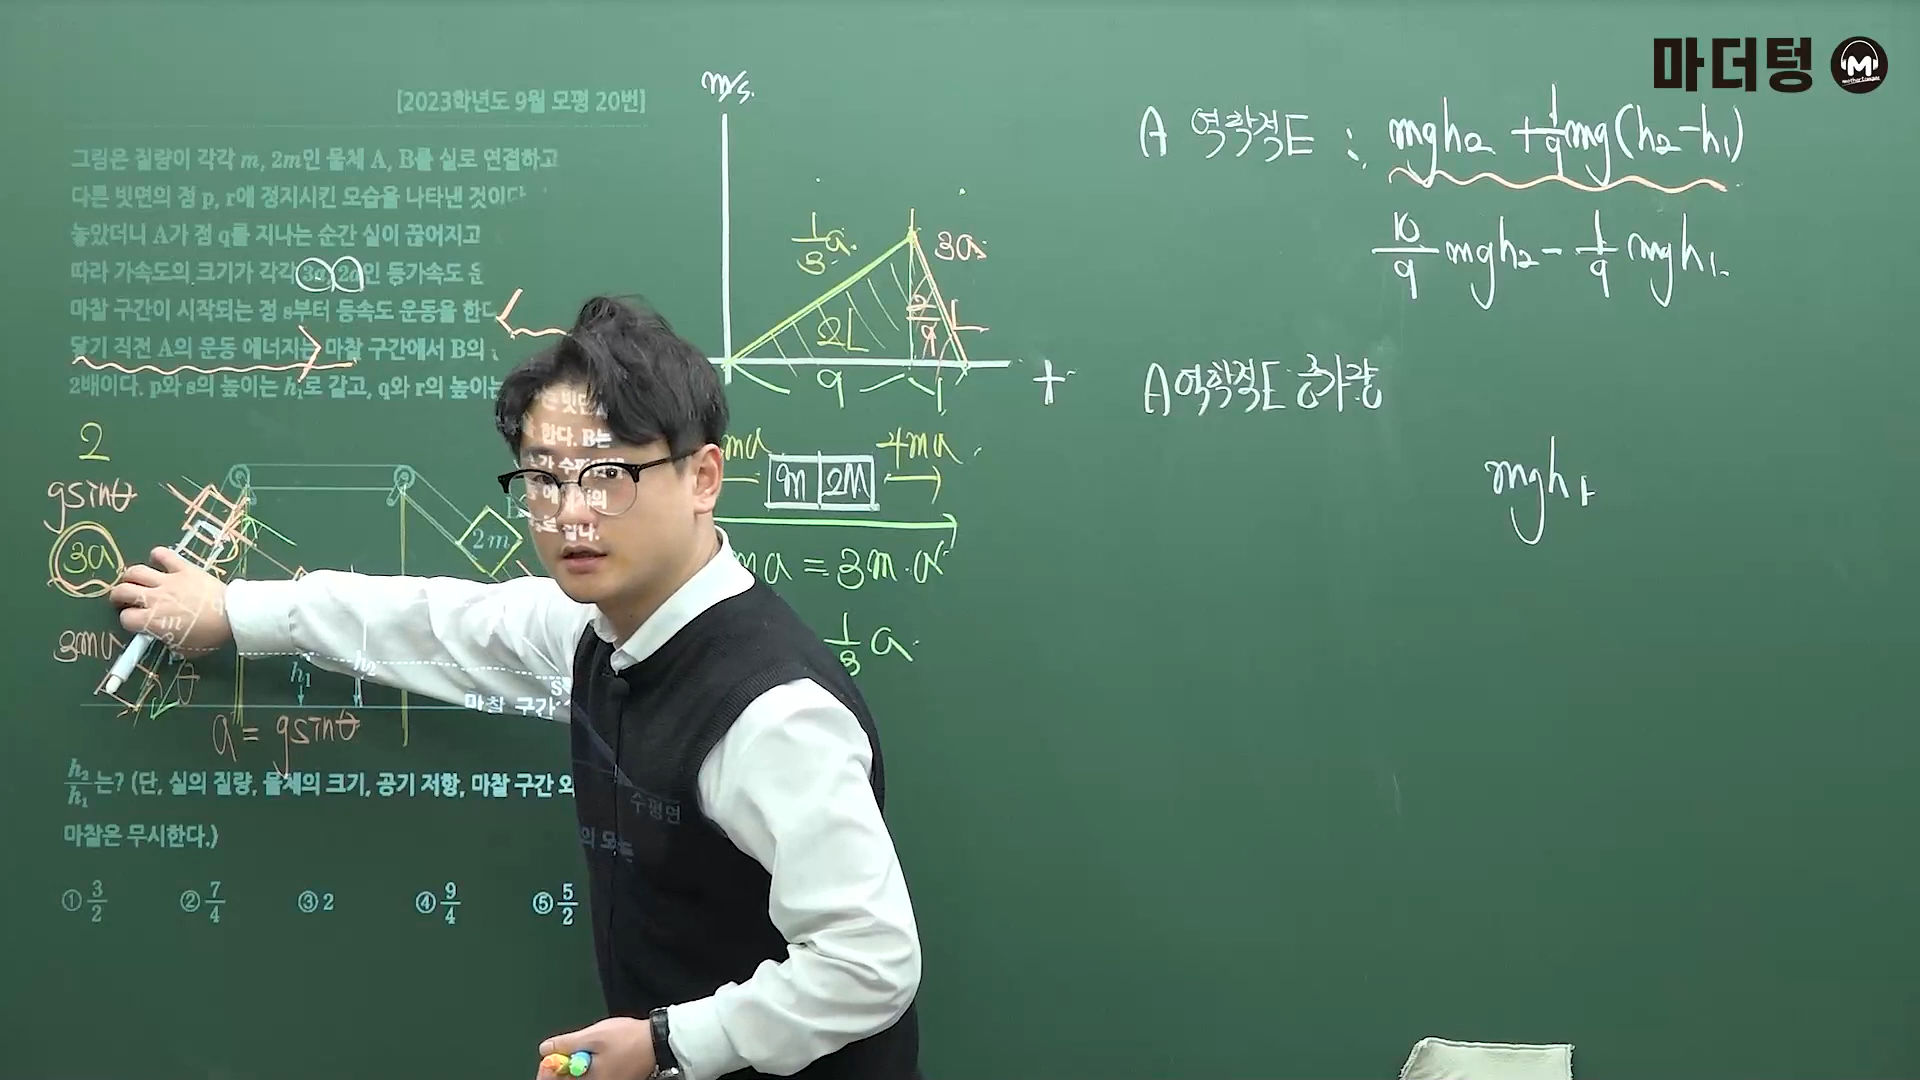 마더텅
[2023학년도 9월 모평 20번]
그림은 질량이 각각 m, 2m인 물체 A, B를 실로 연결하고
다른 빗면의 점 p, r에 정지시킨 모습을 나타낸 것이다
놓았더니 A가 점 q를 지나는 순간 실이 끊어지고
따라 가속도의 크기가 각각 3a, 2a인 등가속도 운
마찰 구간이 시작되는 점 s부터 등속도 운동을 한다
닿기 직전 A의 운동 에너지는 마찰 구간에서 B의
2배이다. p와 s의 높이는 h₁로 같고, q와 r의 높이는
2
gsinθ
3a
3ma
m
θ
a = gsinθ
h₁
h₂
2m
마찰 구간
수평면
h₂/h₁는? (단, 실의 질량, 물체의 크기, 공기 저항, 마찰 구간 외
의 모든
마찰은 무시한다.)
① 3/2 ② 7/4 ③ 2 ④ 9/4 ⑤ 5/2
m/s.
1/3 a.
3a
2L
2/9 L
9
1
t
ma
m 2m
4ma
ma = 3m·a'
1/3 a
A 역학적E : mgh₂ + 1/9 mg(h₂-h₁)
10/9 mgh₂ - 1/9 mgh₁
A역학적E 증가량
mgh₁